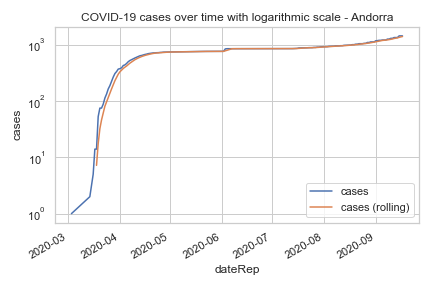 COVID-19 cases over time with logarithmic scale - Andorra
10³
10²
10¹
10⁰
cases
cases
cases (rolling)
2020-03
2020-04
2020-05
2020-06
2020-07
2020-08
2020-09
dateRep